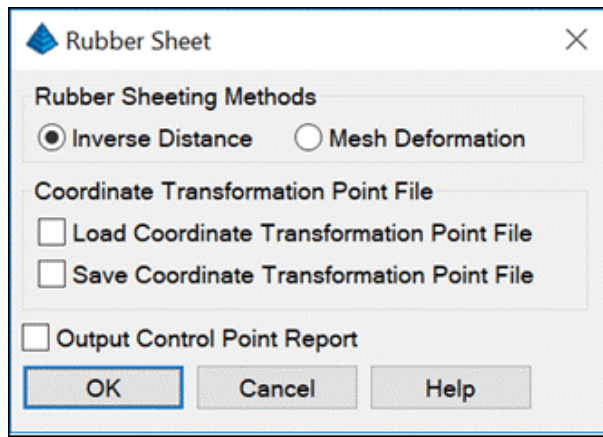 Rubber Sheet
Rubber Sheeting Methods
Inverse Distance Mesh Deformation
Coordinate Transformation Point File
Load Coordinate Transformation Point File
Save Coordinate Transformation Point File
Output Control Point Report
OK Cancel Help